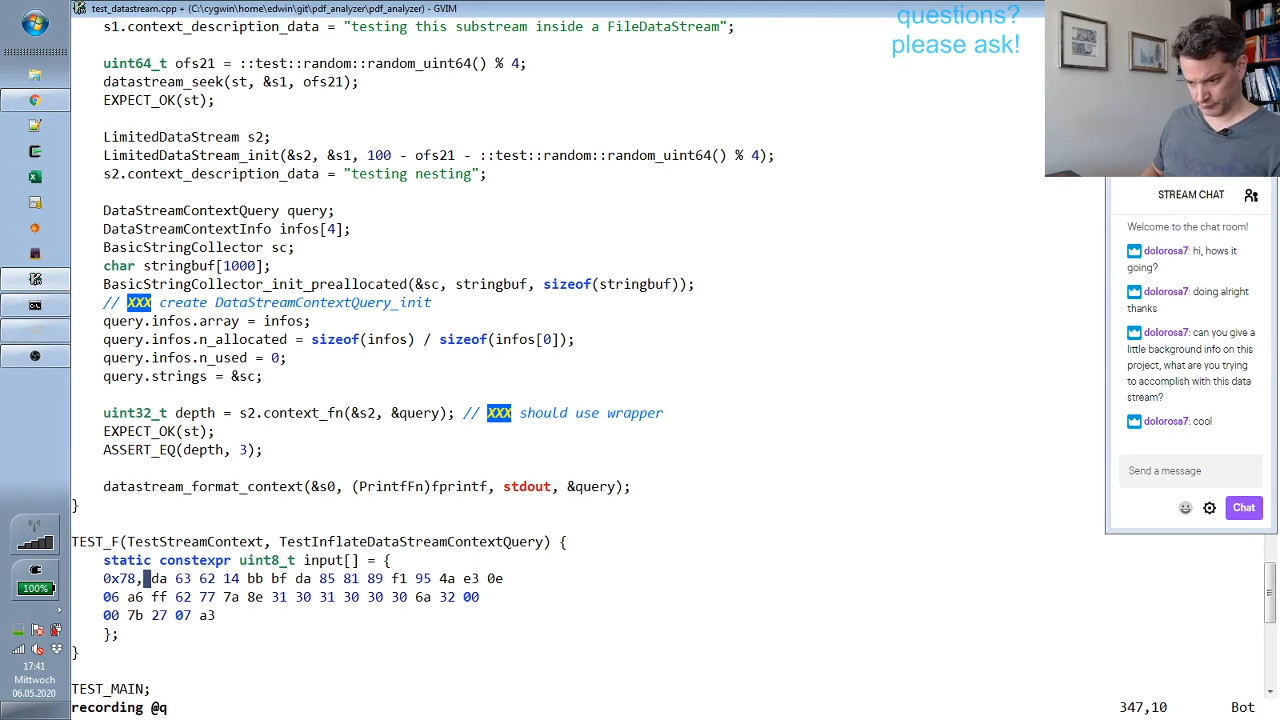 test_datastream.cpp + (C:\cygwin\home\edwin\git\pdf_analyzer\pdf_analyzer) - GVIM
questions?
please ask!
s1.context_description_data = "testing this substream inside a FileDataStream";
uint64_t ofs21 = ::test::random::random_uint64() % 4;
datastream_seek(st, &s1, ofs21);
EXPECT_OK(st);
LimitedDataStream s2;
LimitedDataStream_init(&s2, &s1, 100 - ofs21 - ::test::random::random_uint64() % 4);
s2.context_description_data = "testing nesting";
DataStreamContextQuery query;
DataStreamContextInfo infos[4];
BasicStringCollector sc;
char stringbuf[1000];
BasicStringCollector_init_preallocated(&sc, stringbuf, sizeof(stringbuf));
// XXX create DataStreamContextQuery_init
query.infos.array = infos;
query.infos.n_allocated = sizeof(infos) / sizeof(infos[0]);
query.infos.n_used = 0;
query.strings = &sc;
uint32_t depth = s2.context_fn(&s2, &query); // XXX should use wrapper
EXPECT_OK(st);
ASSERT_EQ(depth, 3);
datastream_format_context(&s0, (PrintfFn)fprintf, stdout, &query);
}
TEST_F(TestStreamContext, TestInflateDataStreamContextQuery) {
static constexpr uint8_t input[] = {
0x78, da 63 62 14 bb bf da 85 81 89 f1 95 4a e3 0e
06 a6 ff 62 77 7a 8e 31 30 31 30 30 30 6a 32 00
00 7b 27 07 a3
};
}
TEST_MAIN;
recording @q
347,10
Bot
STREAM CHAT
Welcome to the chat room!
dolorosa7: hi, hows it
going?
dolorosa7: doing alright
thanks
dolorosa7: can you give a
little background info on this
project, what are you trying
to accomplish with this data
stream?
dolorosa7: cool
Send a message
Chat
100%
17:41
Mittwoch
06.05.2020